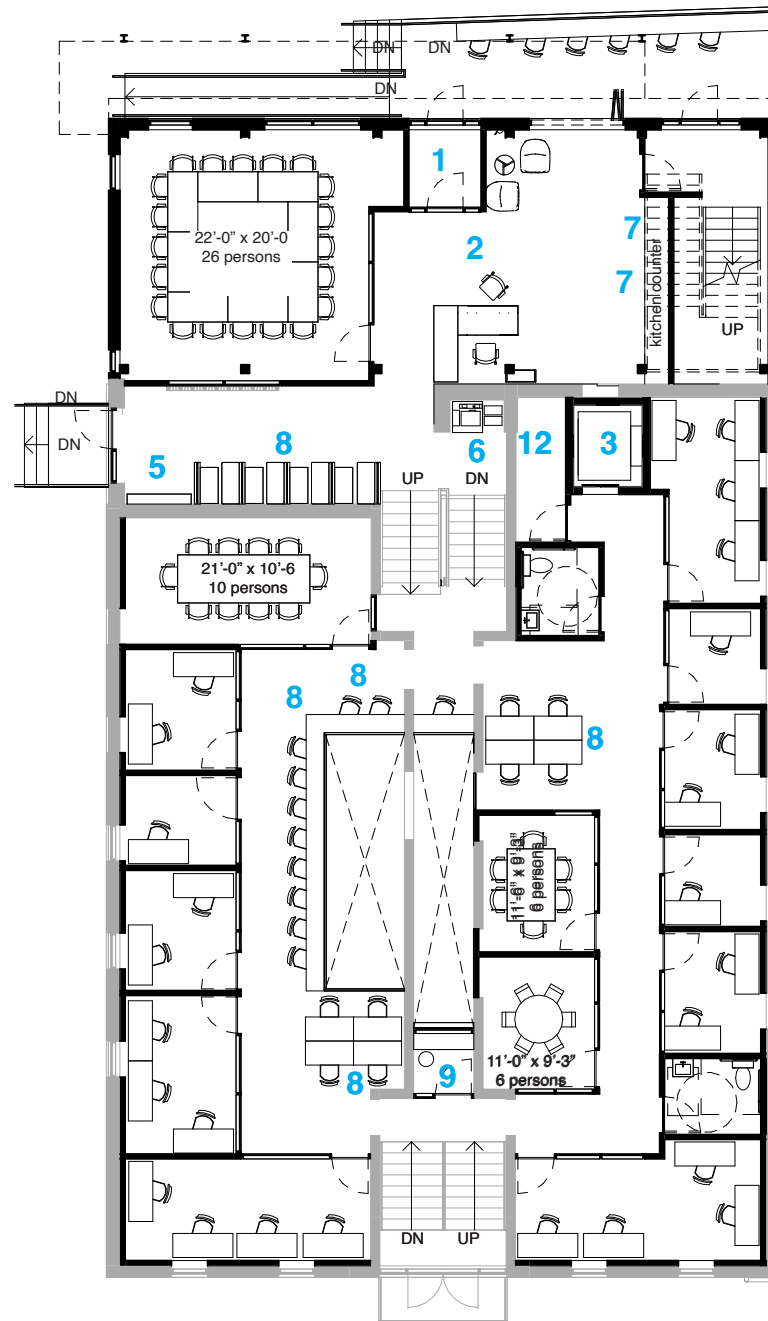 DN
DN
DN
1
22'-0" x 20'-0
26 persons
2
7
7
kitchen counter
UP
DN
DN
5
8
6
12
3
UP
DN
21'-0" x 10'-6
10 persons
8
8
8
11'-6" x 9'-3"
6 persons
11'-0" x 9'-3"
6 persons
9
8
DN
UP